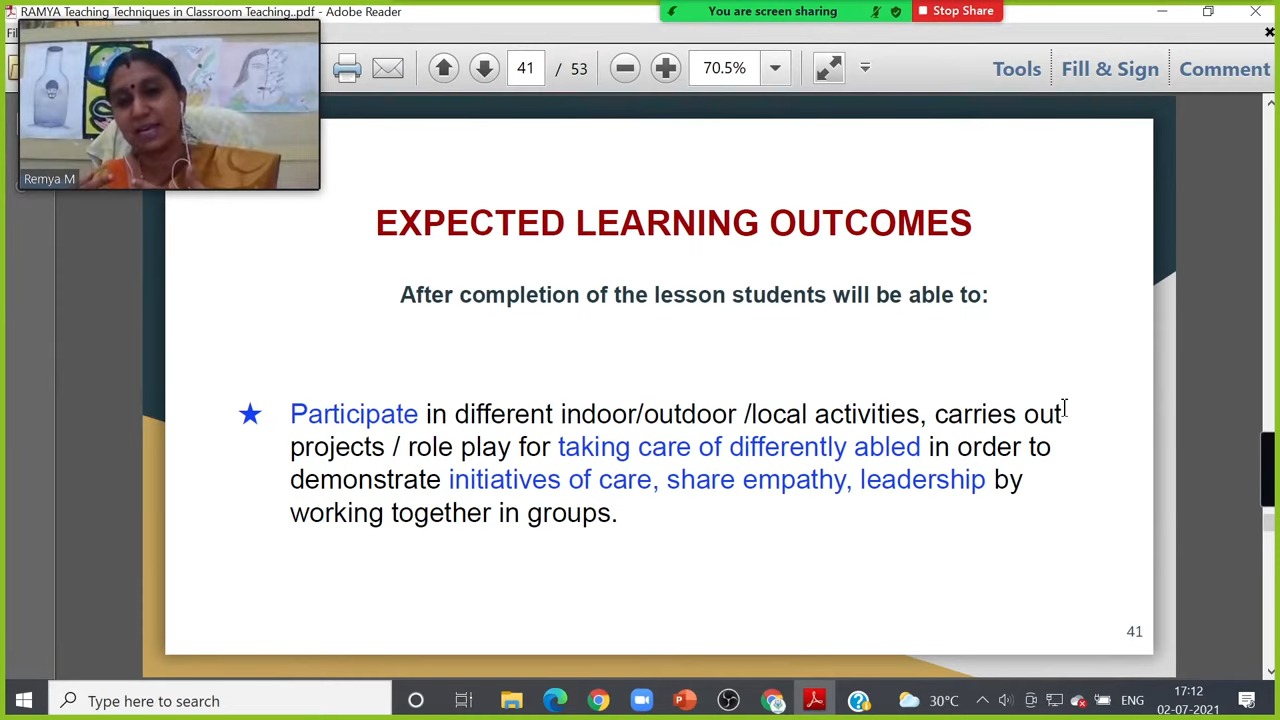 RAMYA Teaching Techniques in Classroom Teaching..pdf - Adobe Reader
You are screen sharing
Stop Share
Fi
41 / 53
70.5%
Tools
Fill & Sign
Comment
Remya M
EXPECTED LEARNING OUTCOMES
After completion of the lesson students will be able to:
Participate in different indoor/outdoor /local activities, carries out
projects / role play for taking care of differently abled in order to
demonstrate initiatives of care, share empathy, leadership by
working together in groups.
41
Type here to search
30°C
ENG
17:12
02-07-2021